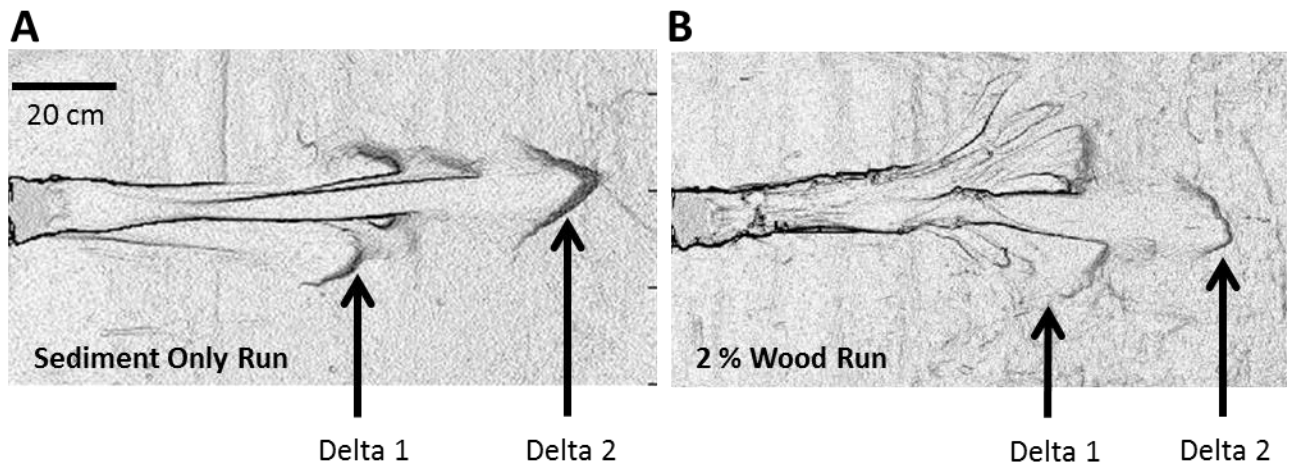 A
20 cm
Sediment Only Run
Delta 1
Delta 2
B
2 % Wood Run
Delta 1
Delta 2